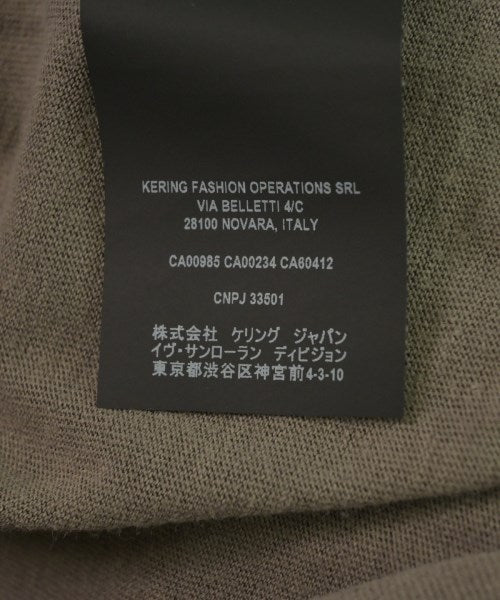 KERING FASHION OPERATIONS SRL
VIA BELLETTI 4/C
28100 NOVARA, ITALY
CA00985 CA00234 CA60412
CNPJ 33501
株式会社 ケリング ジャパン
イヴ・サンローラン ディビジョン
東京都渋谷区神宮前4-3-10